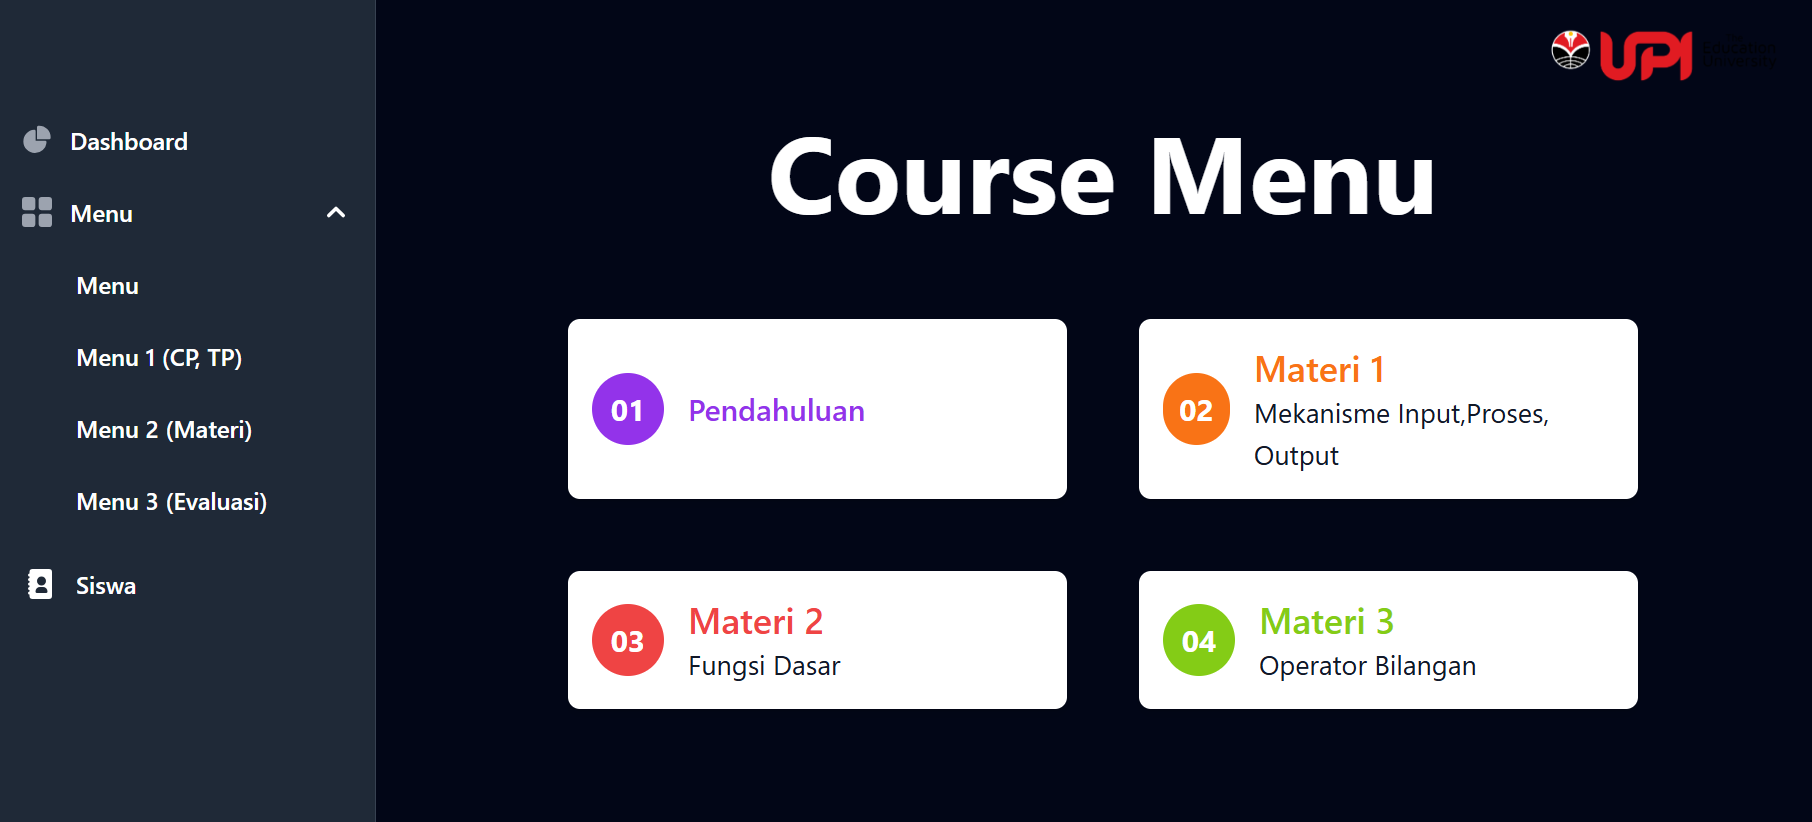 Dashboard
Menu
Menu
Menu 1 (CP, TP)
Menu 2 (Materi)
Menu 3 (Evaluasi)
Siswa
UPI
Education
University
Course Menu
01
Pendahuluan
02
Materi 1
Mekanisme Input,Proses,
Output
03
Materi 2
Fungsi Dasar
04
Materi 3
Operator Bilangan